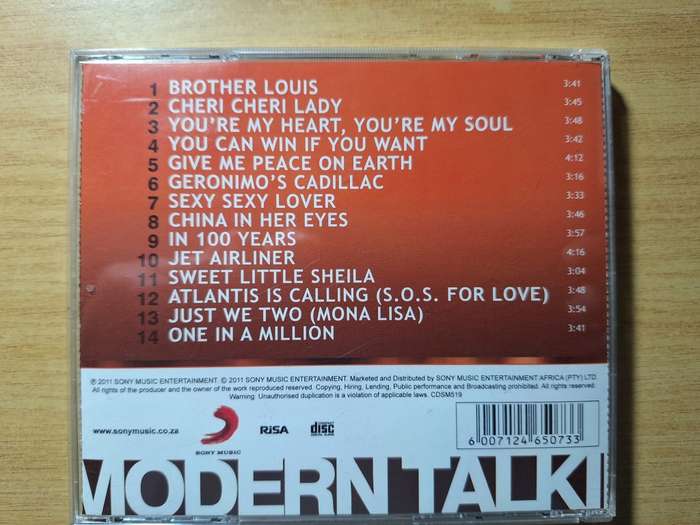 1 BROTHER LOUIS 3:41
2 CHERI CHERI LADY 3:45
3 YOU'RE MY HEART, YOU'RE MY SOUL 3:48
4 YOU CAN WIN IF YOU WANT 3:42
5 GIVE ME PEACE ON EARTH 4:12
6 GERONIMO'S CADILLAC 3:16
7 SEXY SEXY LOVER 3:33
8 CHINA IN HER EYES 3:46
9 IN 100 YEARS 3:57
10 JET AIRLINER 4:16
11 SWEET LITTLE SHEILA 3:04
12 ATLANTIS IS CALLING (S.O.S. FOR LOVE) 3:48
13 JUST WE TWO (MONA LISA) 3:54
14 ONE IN A MILLION 3:41
℗ 2011 SONY MUSIC ENTERTAINMENT. © 2011 SONY MUSIC ENTERTAINMENT. Marketed and Distributed by SONY MUSIC ENTERTAINMENT AFRICA (PTY) LTD.
All rights of the producer and the owner of the work reproduced reserved. Copying, Hiring, Lending, Public performance and Broadcasting prohibited. All rights reserved.
Warning: Unauthorised duplication is a violation of applicable laws. CDSM519
www.sonymusic.co.za
SONY MUSIC
RiSA
COMPACT
disc
DIGITAL AUDIO
6 007124 650733
MODERN TALKI